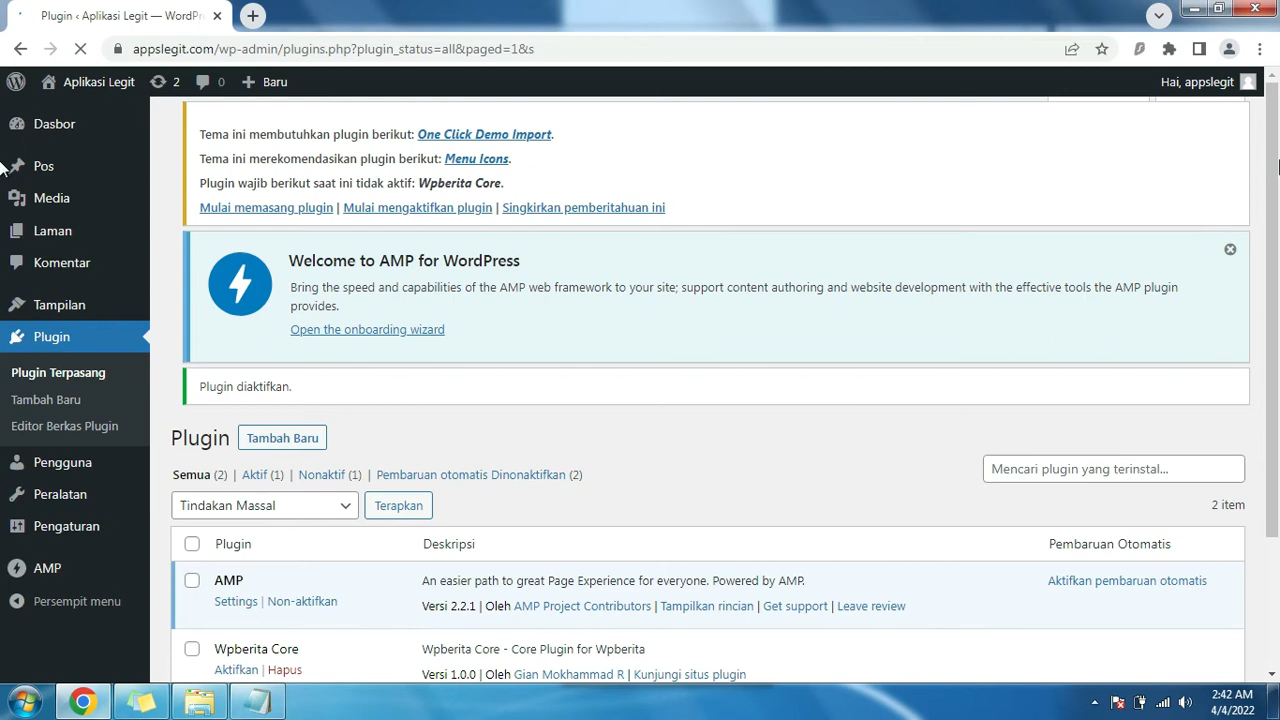 Plugin ‹ Aplikasi Legit — WordPr
appslegit.com/wp-admin/plugins.php?plugin_status=all&paged=1&s
Aplikasi Legit 2 0 Baru Hai, appslegit
Dasbor
Pos
Media
Laman
Komentar
Tampilan
Plugin
Plugin Terpasang
Tambah Baru
Editor Berkas Plugin
Pengguna
Peralatan
Pengaturan
AMP
Persempit menu
Tema ini membutuhkan plugin berikut: One Click Demo Import.
Tema ini merekomendasikan plugin berikut: Menu Icons.
Plugin wajib berikut saat ini tidak aktif: Wpberita Core.
Mulai memasang plugin | Mulai mengaktifkan plugin | Singkirkan pemberitahuan ini
Welcome to AMP for WordPress
Bring the speed and capabilities of the AMP web framework to your site; support content authoring and website development with the effective tools the AMP plugin
provides.
Open the onboarding wizard
Plugin diaktifkan.
Plugin Tambah Baru
Semua (2) | Aktif (1) | Nonaktif (1) | Pembaruan otomatis Dinonaktifkan (2)
Mencari plugin yang terinstal...
Tindakan Massal Terapkan
2 item
Plugin Deskripsi Pembaruan Otomatis
AMP An easier path to great Page Experience for everyone. Powered by AMP. Aktifkan pembaruan otomatis
Settings | Non-aktifkan Versi 2.2.1 | Oleh AMP Project Contributors | Tampilkan rincian | Get support | Leave review
Wpberita Core Wpberita Core - Core Plugin for Wpberita
Aktifkan | Hapus Versi 1.0.0 | Oleh Gian Mokhammad R | Kunjungi situs plugin
2:42 AM
4/4/2022